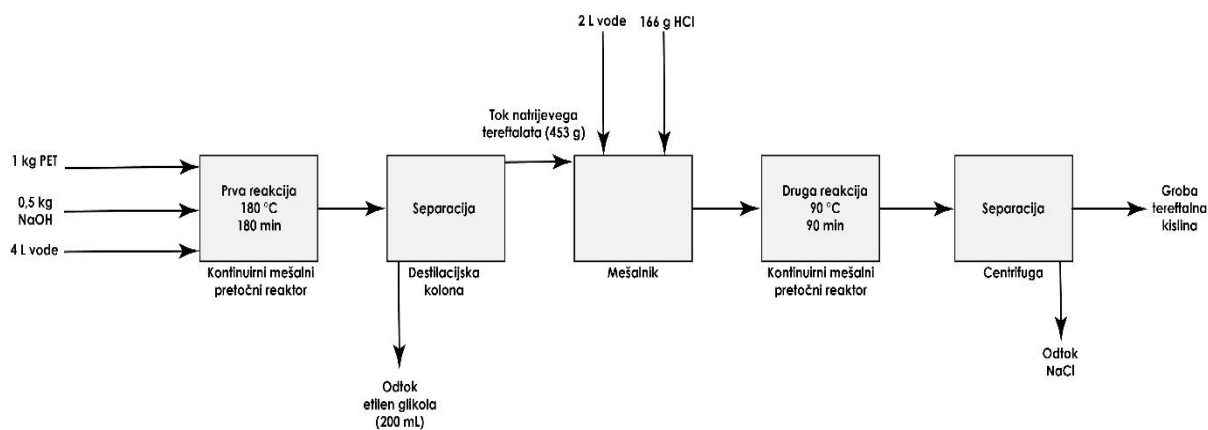 2 L vode
166 g HCl
Tok natrijevega
tereftalata (453 g)
1 kg PET
0,5 kg
NaOH
4 L vode
Prva reakcija
180 °C
180 min
Kontinuirni mešalni
pretočni reaktor
Separacija
Destilacijska
kolona
Odtok
etilen glikola
(200 mL)
Mešalnik
Druga reakcija
90 °C
90 min
Kontinuirni mešalni
pretočni reaktor
Separacija
Centrifuga
Odtok
NaCl
Groba
tereftalna
kislina